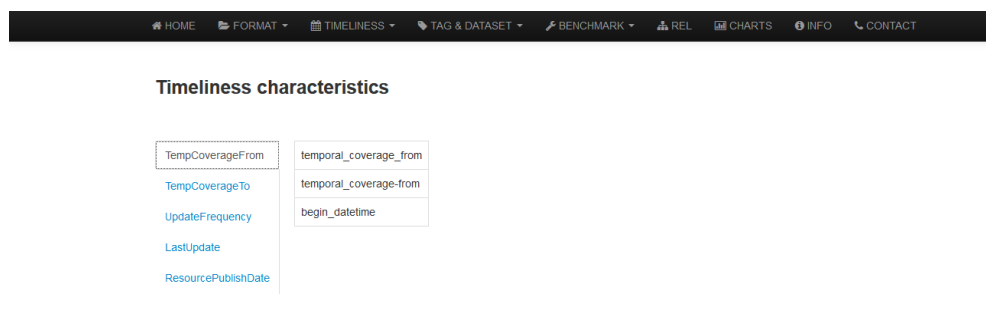 HOME FORMAT TIMELINESS TAG & DATASET BENCHMARK REL CHARTS INFO CONTACT
Timeliness characteristics
TempCoverageFrom temporal_coverage_from
TempCoverageTo temporal_coverage-from
UpdateFrequency begin_datetime
LastUpdate
ResourcePublishDate